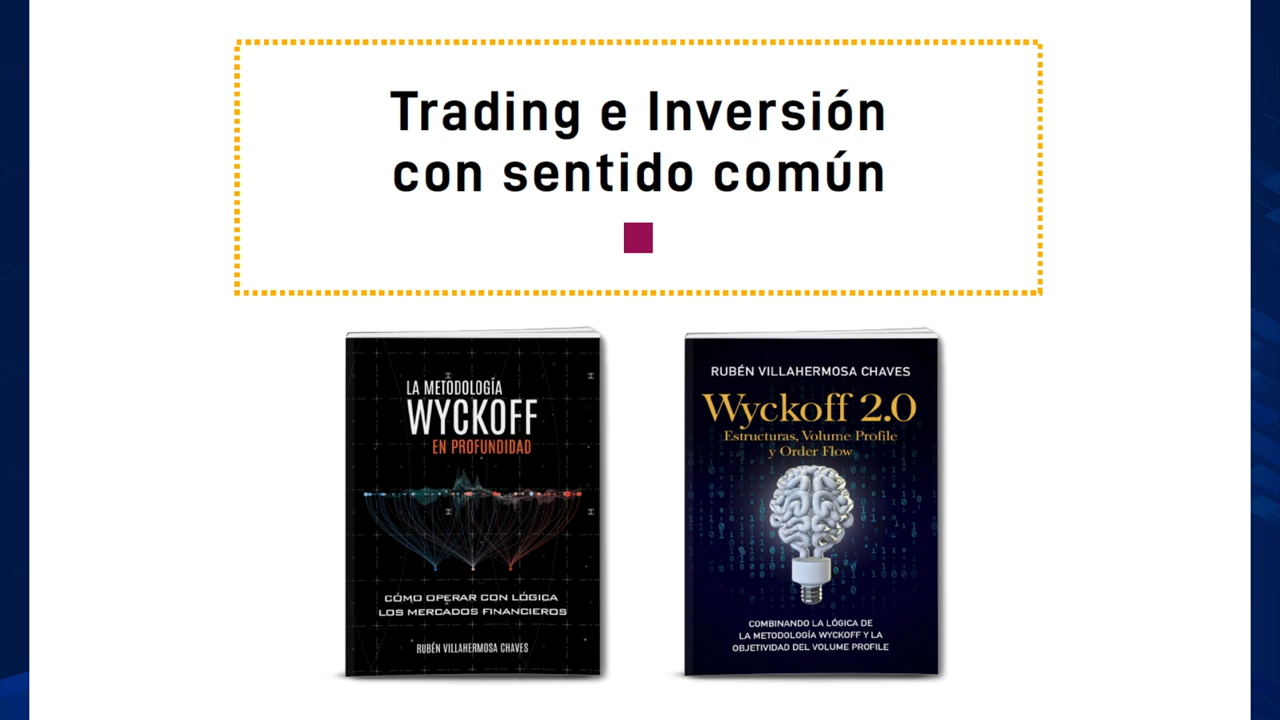 Trading e Inversión
con sentido común
LA METODOLOGÍA
WYCKOFF
EN PROFUNDIDAD
CÓMO OPERAR CON LÓGICA
LOS MERCADOS FINANCIEROS
RUBÉN VILLAHERMOSA CHAVES
RUBÉN VILLAHERMOSA CHAVES
Wyckoff 2.0
Estructuras, Volume Profile
y Order Flow
COMBINANDO LA LÓGICA DE
LA METODOLOGÍA WYCKOFF Y LA
OBJETIVIDAD DEL VOLUME PROFILE